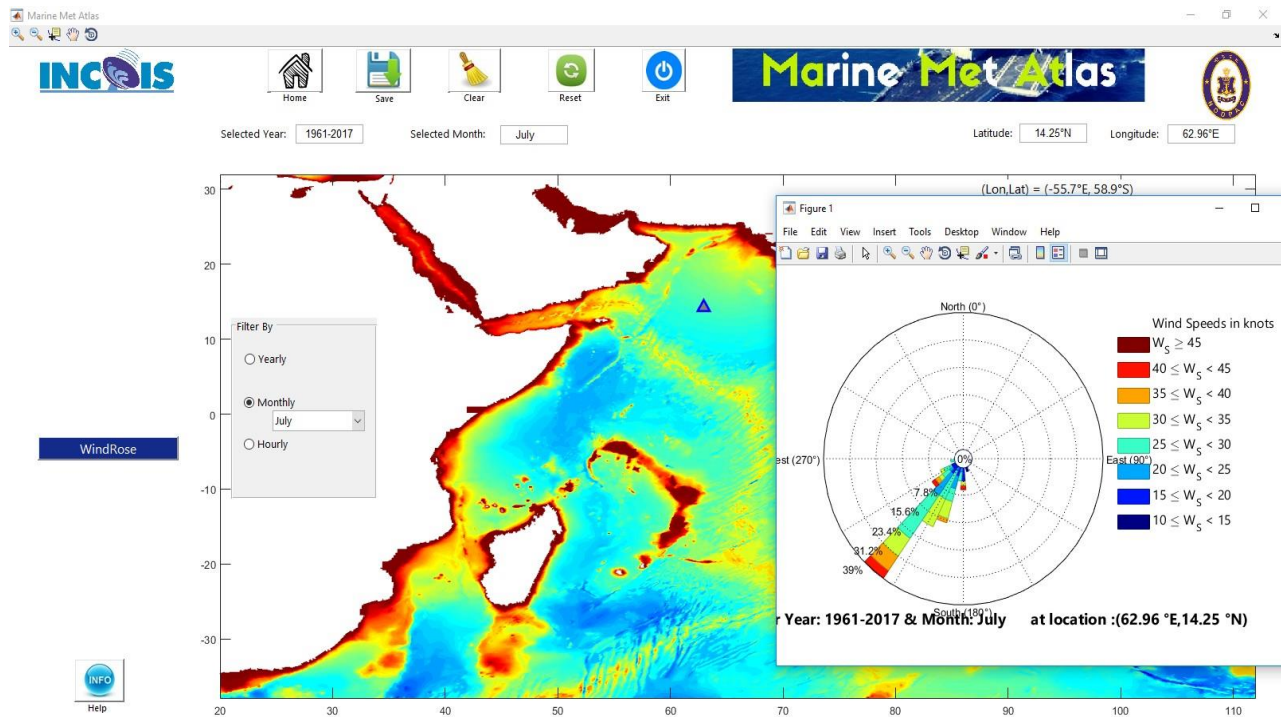 Marine Met Atlas
INCOIS
Home
Save
Clear
Reset
Exit
Marine Met Atlas
NODPAC
Selected Year: 1961-2017
Selected Month: July
Latitude: 14.25°N
Longitude: 62.96°E
(Lon,Lat) = (-55.7°E, 58.9°S)
30
20
10
0
-10
-20
-30
20
30
40
50
60
70
80
90
100
110
Filter By
Yearly
Monthly
July
Hourly
WindRose
INFO
Help
Figure 1
File Edit View Insert Tools Desktop Window Help
North (0°)
est (270°)
East (90°)
South (180°)
0%
7.8%
15.6%
23.4%
31.2%
39%
Wind Speeds in knots
W_S ≥ 45
40 ≤ W_S < 45
35 ≤ W_S < 40
30 ≤ W_S < 35
25 ≤ W_S < 30
20 ≤ W_S < 25
15 ≤ W_S < 20
10 ≤ W_S < 15
r Year: 1961-2017 & Month: July at location :(62.96 °E,14.25 °N)